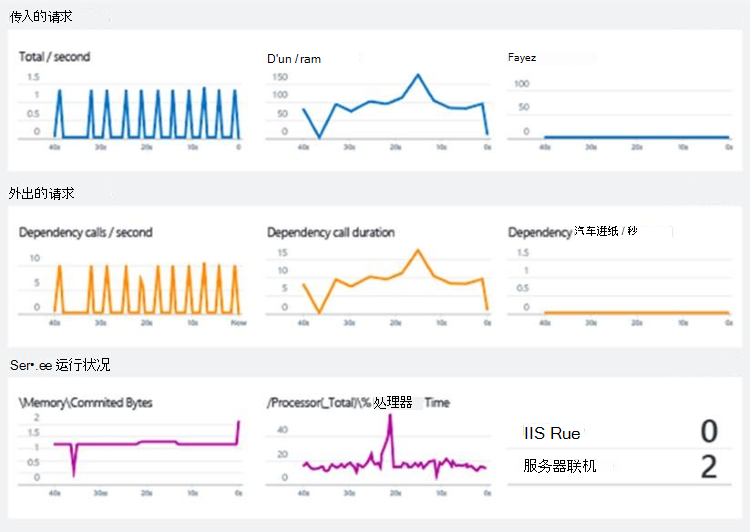 传入的请求
Total / second
1.5
1
0.5
0
40s 30s 20s 10s 0
D'un / ram
150
100
50
0
40s 30s 20s 10s 0s
Fayez
100
50
0
40s 30s 20s 10s 0s
外出的请求
Dependency calls / second
10
5
0
40s 30s 20s 10s Now
Dependency call duration
15
10
5
0
40s 30s 20s 10s 0s
Dependency 汽车进纸 / 秒
1.5
1
0.5
0
40s 30s 20s 10s 0s
Ser•.ee 运行状况
\Memory\Commited Bytes
2
1.5
1
0.5
0
40s 30s 20s 10s 0s
/Processor(_Total)\% 处理器 Time
40
20
0
40s 30s 20s 10s 0s
IIS Rue 0
服务器联机 2